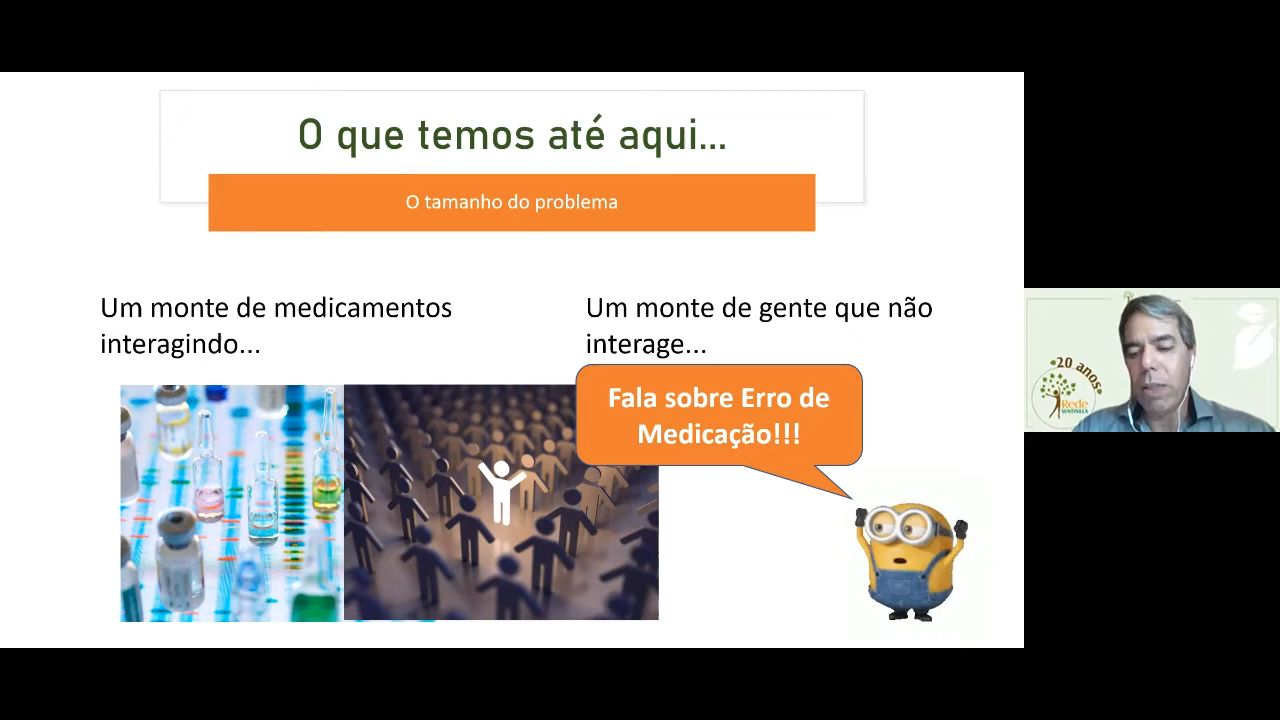 O que temos até aqui...
O tamanho do problema
Um monte de medicamentos
interagindo...
Um monte de gente que não
interage...
Fala sobre Erro de
Medicação!!!
20 anos
Rede
SENTINELA